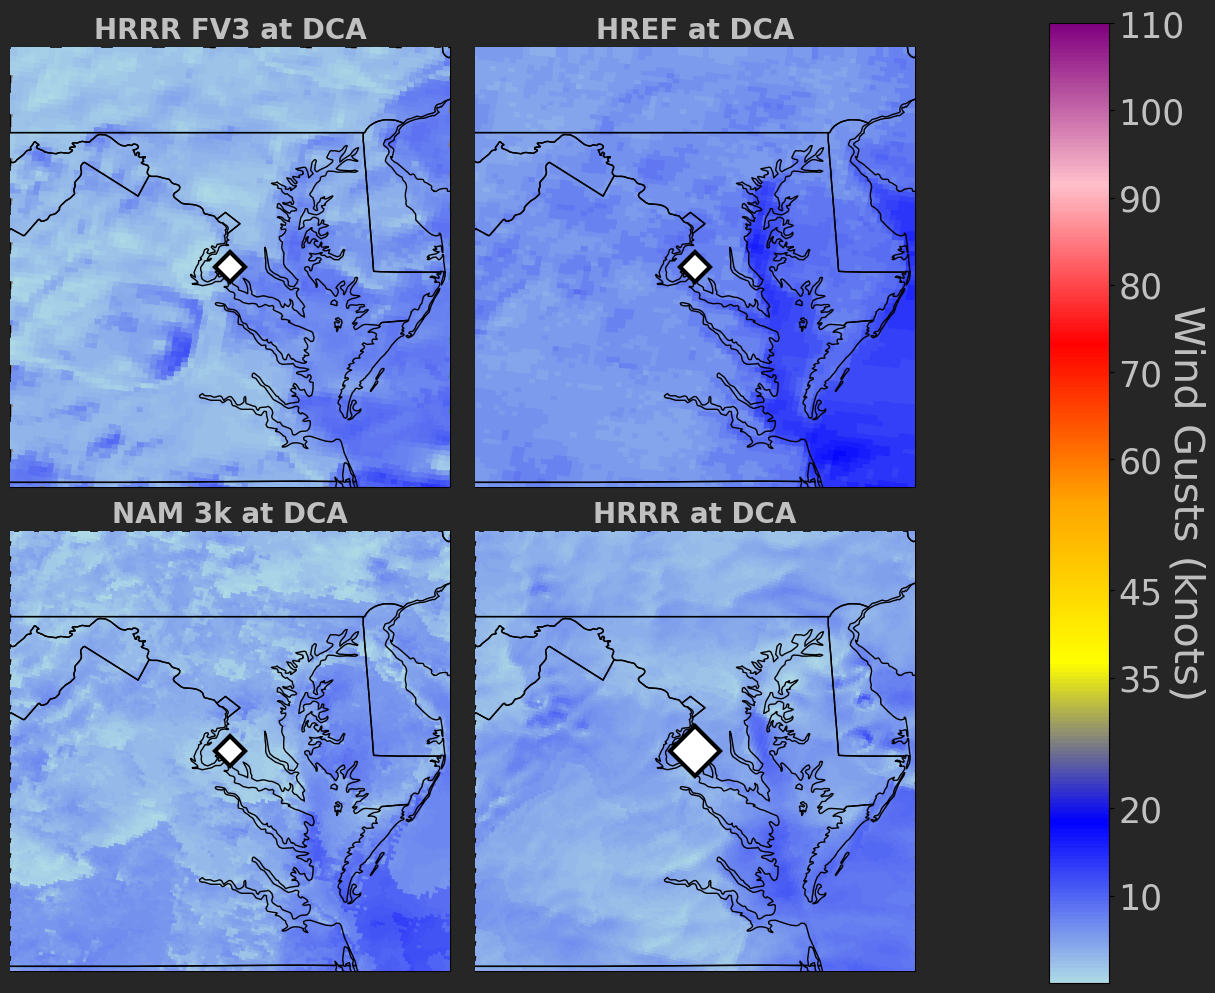 HRRR FV3 at DCA
HREF at DCA
NAM 3k at DCA
HRRR at DCA
110
100
90
80
70
60
45
35
20
10
Wind Gusts (knots)